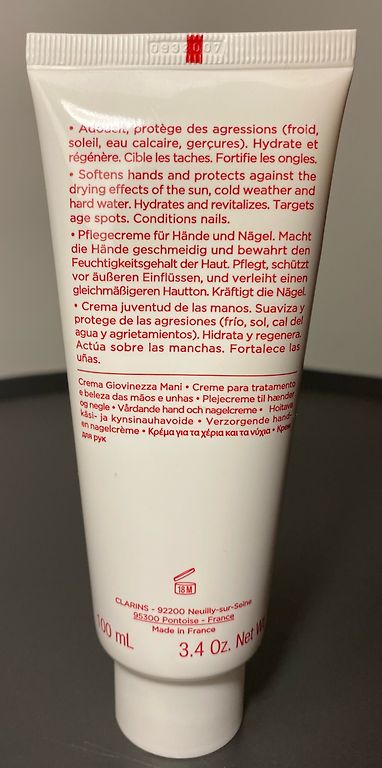 0932007
• Adoucit, protège des agressions (froid,
soleil, eau calcaire, gerçures). Hydrate et
régénère. Cible les taches. Fortifie les ongles.
• Softens hands and protects against the
drying effects of the sun, cold weather and
hard water. Hydrates and revitalizes. Targets
age spots. Conditions nails.
• Pflegecreme für Hände und Nägel. Macht
die Hände geschmeidig und bewahrt den
Feuchtigkeitsgehalt der Haut. Pflegt, schützt
vor äußeren Einflüssen, und verleiht einen
gleichmäßigeren Hautton. Kräftigt die Nägel.
• Crema juventud de las manos. Suaviza y
protege de las agresiones (frío, sol, cal del
agua y agrietamientos). Hidrata y regenera.
Actúa sobre las manchas. Fortalece las
uñas.
Crema Giovinezza Mani • Creme para tratamento
e beleza das mãos e unhas • Plejecreme til hænder
og negle • Vårdande hand och nagelcreme • Hoitava
käsi- ja kynsinauhavoide • Verzorgende hand-
en nagelcrème • Κρέμα για τα χέρια και τα νύχια • Крем
для рук
18M
CLARINS - 92200 Neuilly-sur-Seine
95300 Pontoise - France
Made in France
100 mL 3.4 Oz. Net